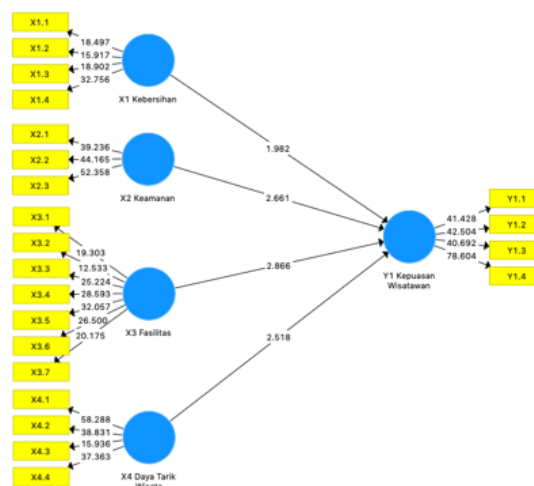 X1.1
X1.2
X1.3
X1.4
18.497
15.917
18.902
32.756
X1 Kebersihan
X2.1
X2.2
X2.3
39.236
44.165
52.358
X2 Keamanan
X3.1
X3.2
X3.3
X3.4
X3.5
X3.6
X3.7
19.303
12.533
25.224
28.593
32.057
26.500
20.175
X3 Fasilitas
X4.1
X4.2
X4.3
X4.4
58.288
38.831
15.936
37.363
X4 Daya Tarik
Wisata
1.982
2.661
2.866
2.518
Y1 Kepuasan
Wisatawan
41.428
42.504
40.692
78.604
Y1.1
Y1.2
Y1.3
Y1.4